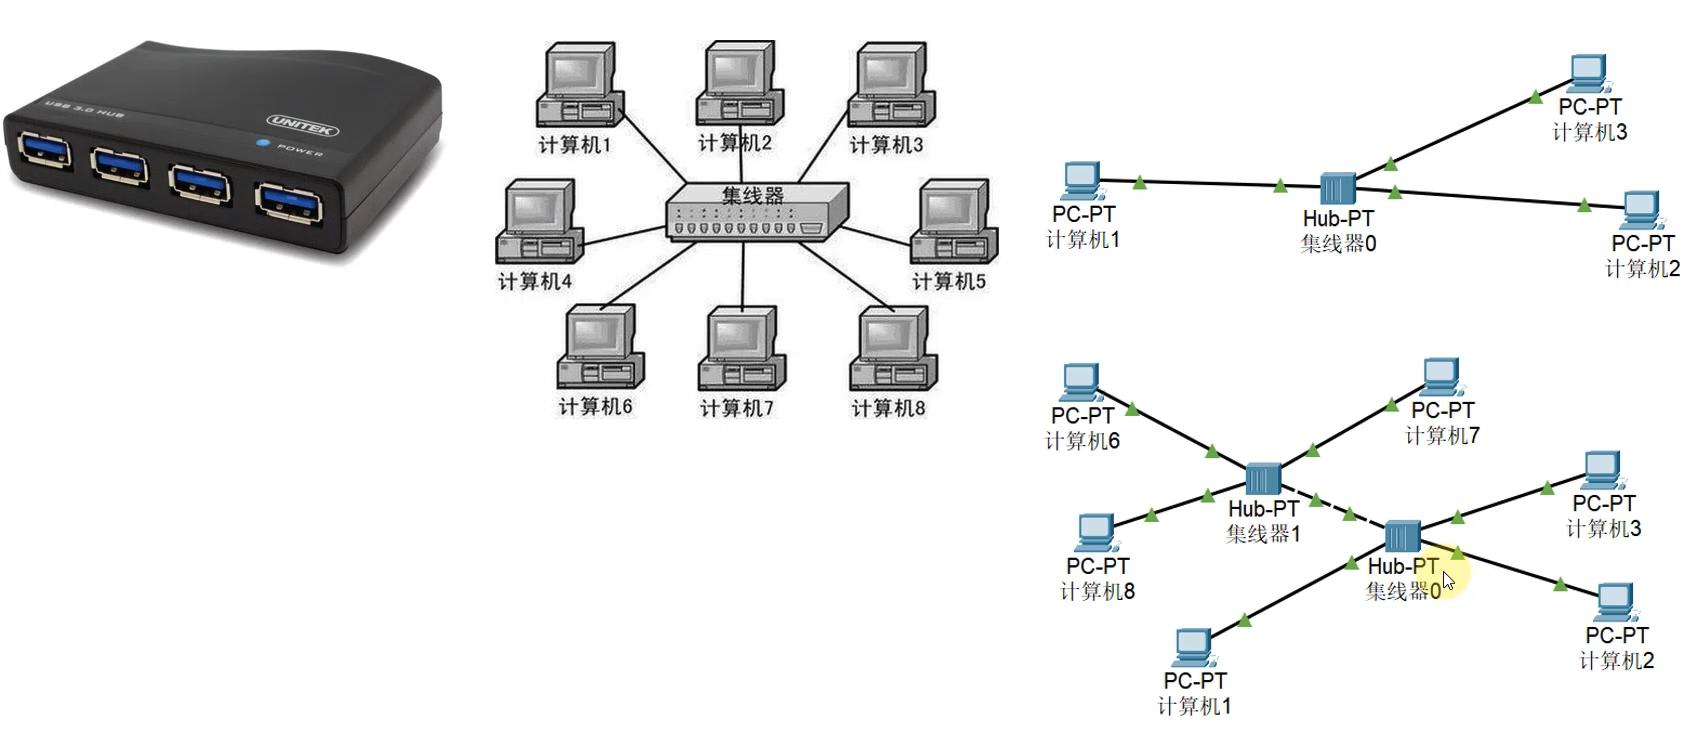 USB 3.0 HUB
UNITEK
POWER
计算机1
计算机2
计算机3
集线器
计算机4
计算机5
计算机6
计算机7
计算机8
PC-PT
计算机3
PC-PT
计算机1
Hub-PT
集线器0
PC-PT
计算机2
PC-PT
计算机6
PC-PT
计算机7
Hub-PT
集线器1
PC-PT
计算机3
PC-PT
计算机8
Hub-PT
集线器0
PC-PT
计算机2
PC-PT
计算机1